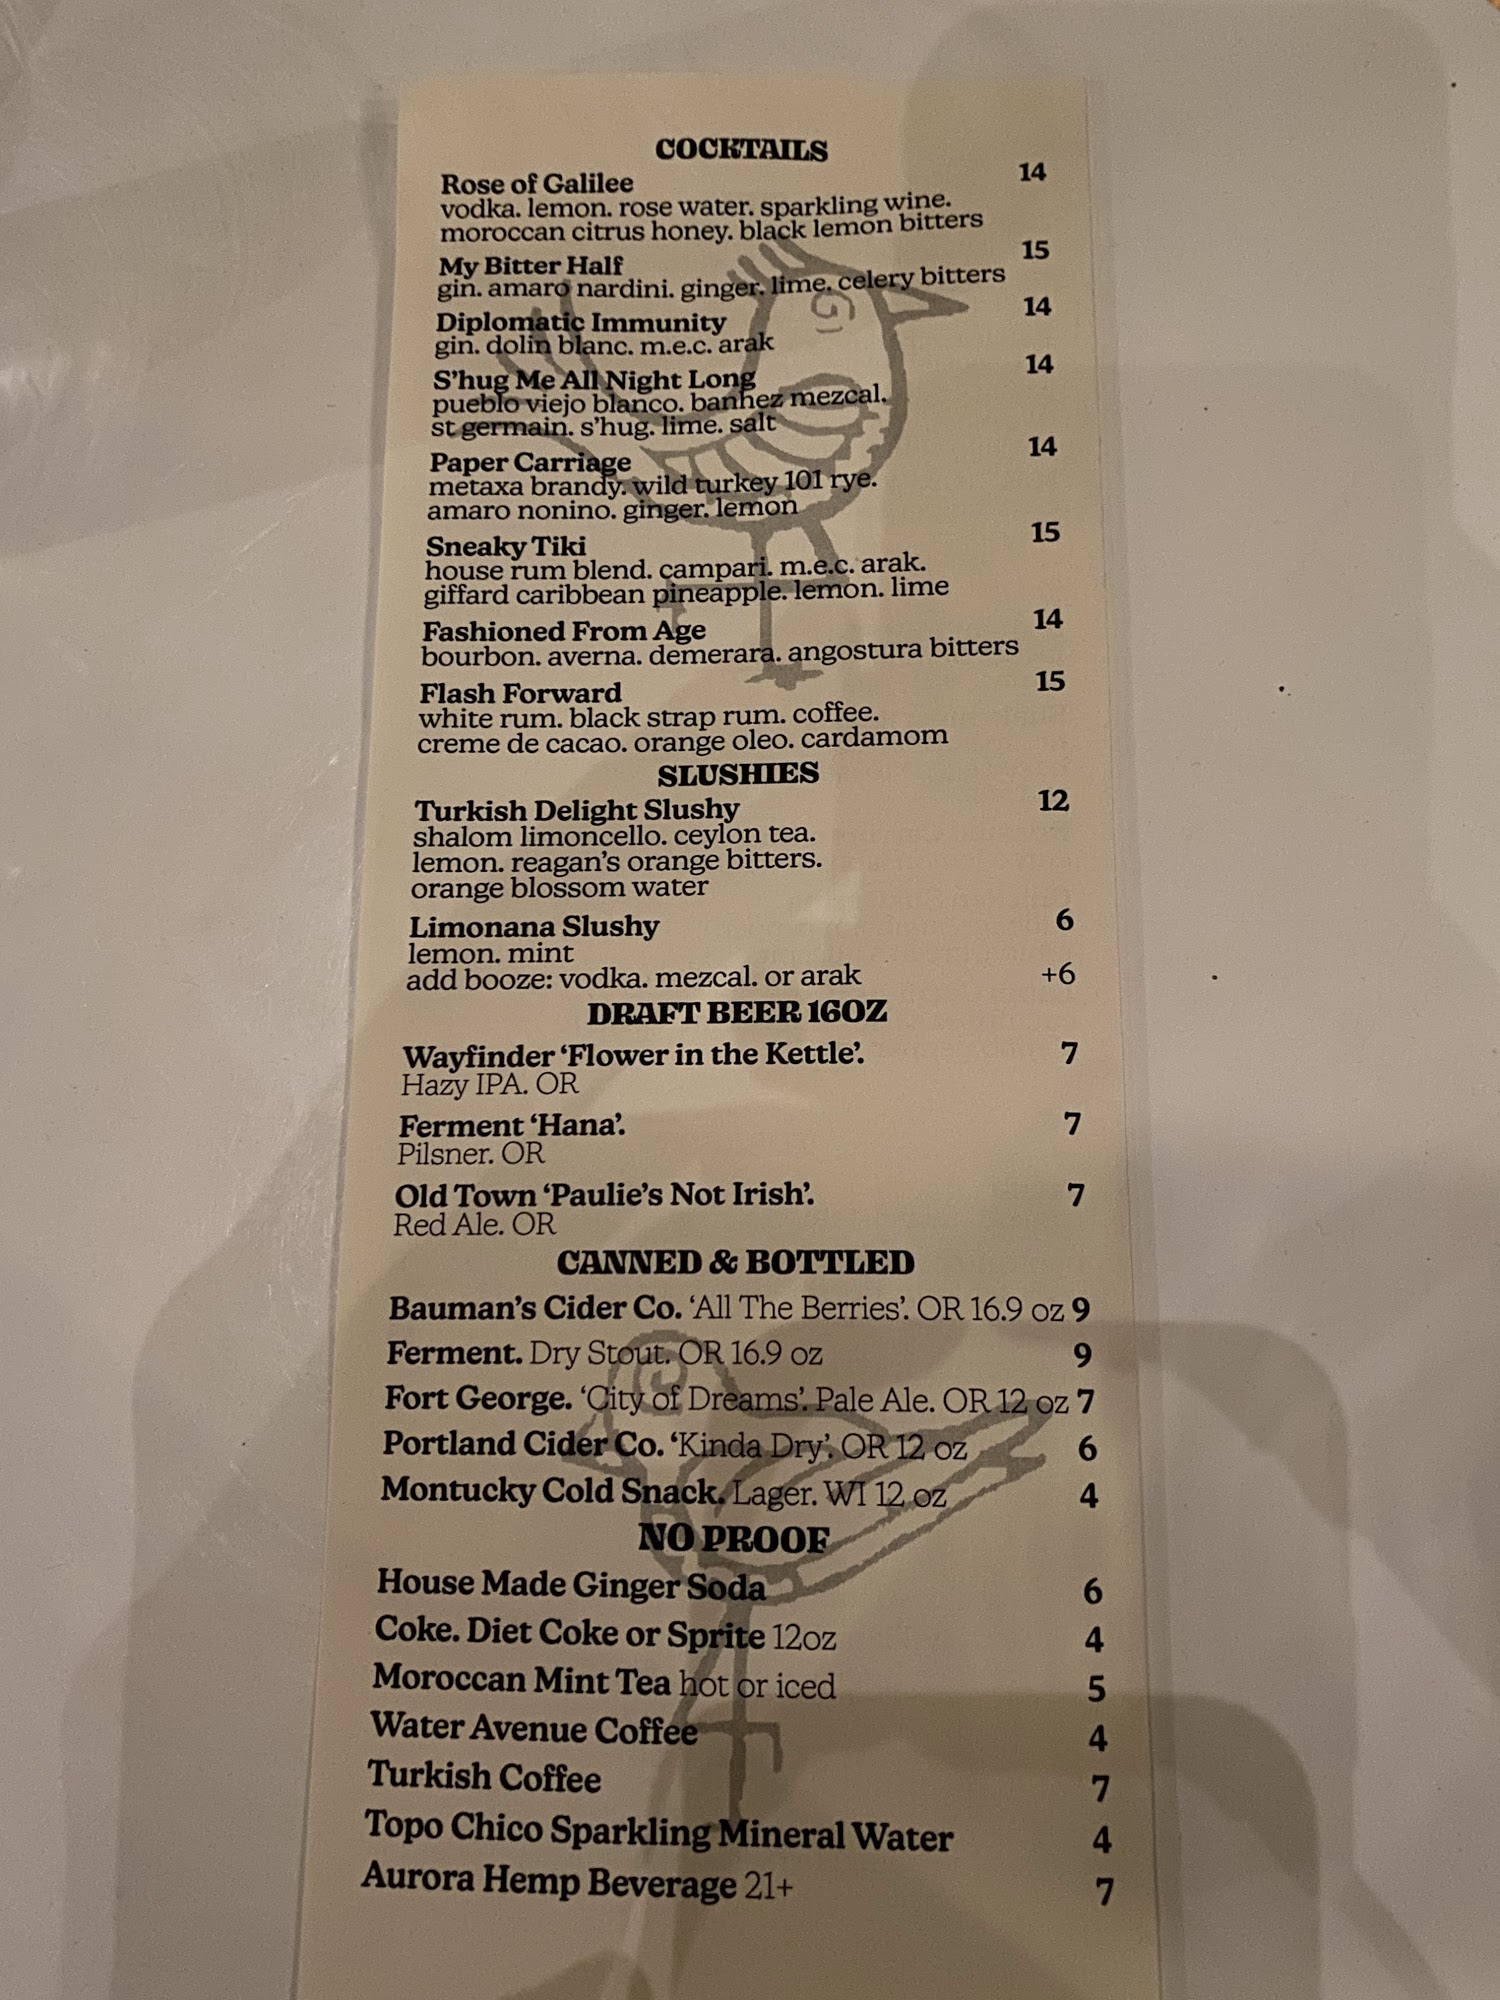 COCKTAILS
Rose of Galilee 14
vodka. lemon. rose water. sparkling wine.
moroccan citrus honey. black lemon bitters
My Bitter Half 15
gin. amaro nardini. ginger. lime. celery bitters
Diplomatic Immunity 14
gin. dolin blanc. m.e.c. arak
S'hug Me All Night Long 14
pueblo viejo blanco. banhez mezcal.
st germain. s'hug. lime. salt
Paper Carriage 14
metaxa brandy. wild turkey 101 rye.
amaro nonino. ginger. lemon
Sneaky Tiki 15
house rum blend. campari. m.e.c. arak.
giffard caribbean pineapple. lemon. lime
Fashioned From Age 14
bourbon. averna. demerara. angostura bitters
Flash Forward 15
white rum. black strap rum. coffee.
creme de cacao. orange oleo. cardamom
SLUSHIES
Turkish Delight Slushy 12
shalom limoncello. ceylon tea.
lemon. reagan's orange bitters.
orange blossom water
Limonana Slushy 6
lemon. mint
add booze: vodka. mezcal. or arak +6
DRAFT BEER 16OZ
Wayfinder 'Flower in the Kettle'. 7
Hazy IPA. OR
Ferment 'Hana'. 7
Pilsner. OR
Old Town 'Paulie's Not Irish'. 7
Red Ale. OR
CANNED & BOTTLED
Bauman's Cider Co. 'All The Berries'. OR 16.9 oz 9
Ferment. Dry Stout. OR 16.9 oz 9
Fort George. 'City of Dreams'. Pale Ale. OR 12 oz 7
Portland Cider Co. 'Kinda Dry'. OR 12 oz 6
Montucky Cold Snack. Lager. WI 12 oz 4
NO PROOF
House Made Ginger Soda 6
Coke. Diet Coke or Sprite 12oz 4
Moroccan Mint Tea hot or iced 5
Water Avenue Coffee 4
Turkish Coffee 7
Topo Chico Sparkling Mineral Water 4
Aurora Hemp Beverage 21+ 7